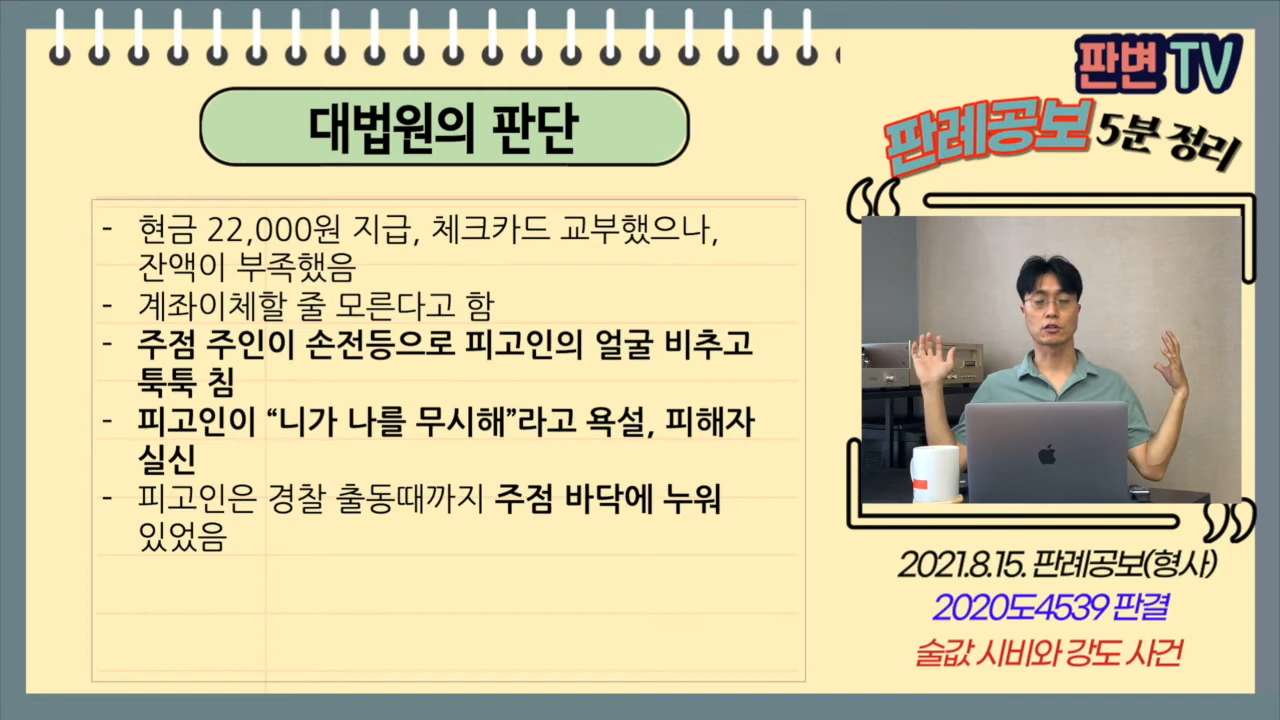 판변 TV
판례공보 5분 정리
대법원의 판단
- 현금 22,000원 지급, 체크카드 교부했으나,
잔액이 부족했음
- 계좌이체할 줄 모른다고 함
- 주점 주인이 손전등으로 피고인의 얼굴 비추고
툭툭 침
- 피고인이 “니가 나를 무시해”라고 욕설, 피해자
실신
- 피고인은 경찰 출동때까지 주점 바닥에 누워
있었음
2021.8.15. 판례공보(형사)
2020도4539 판결
술값 시비와 강도 사건